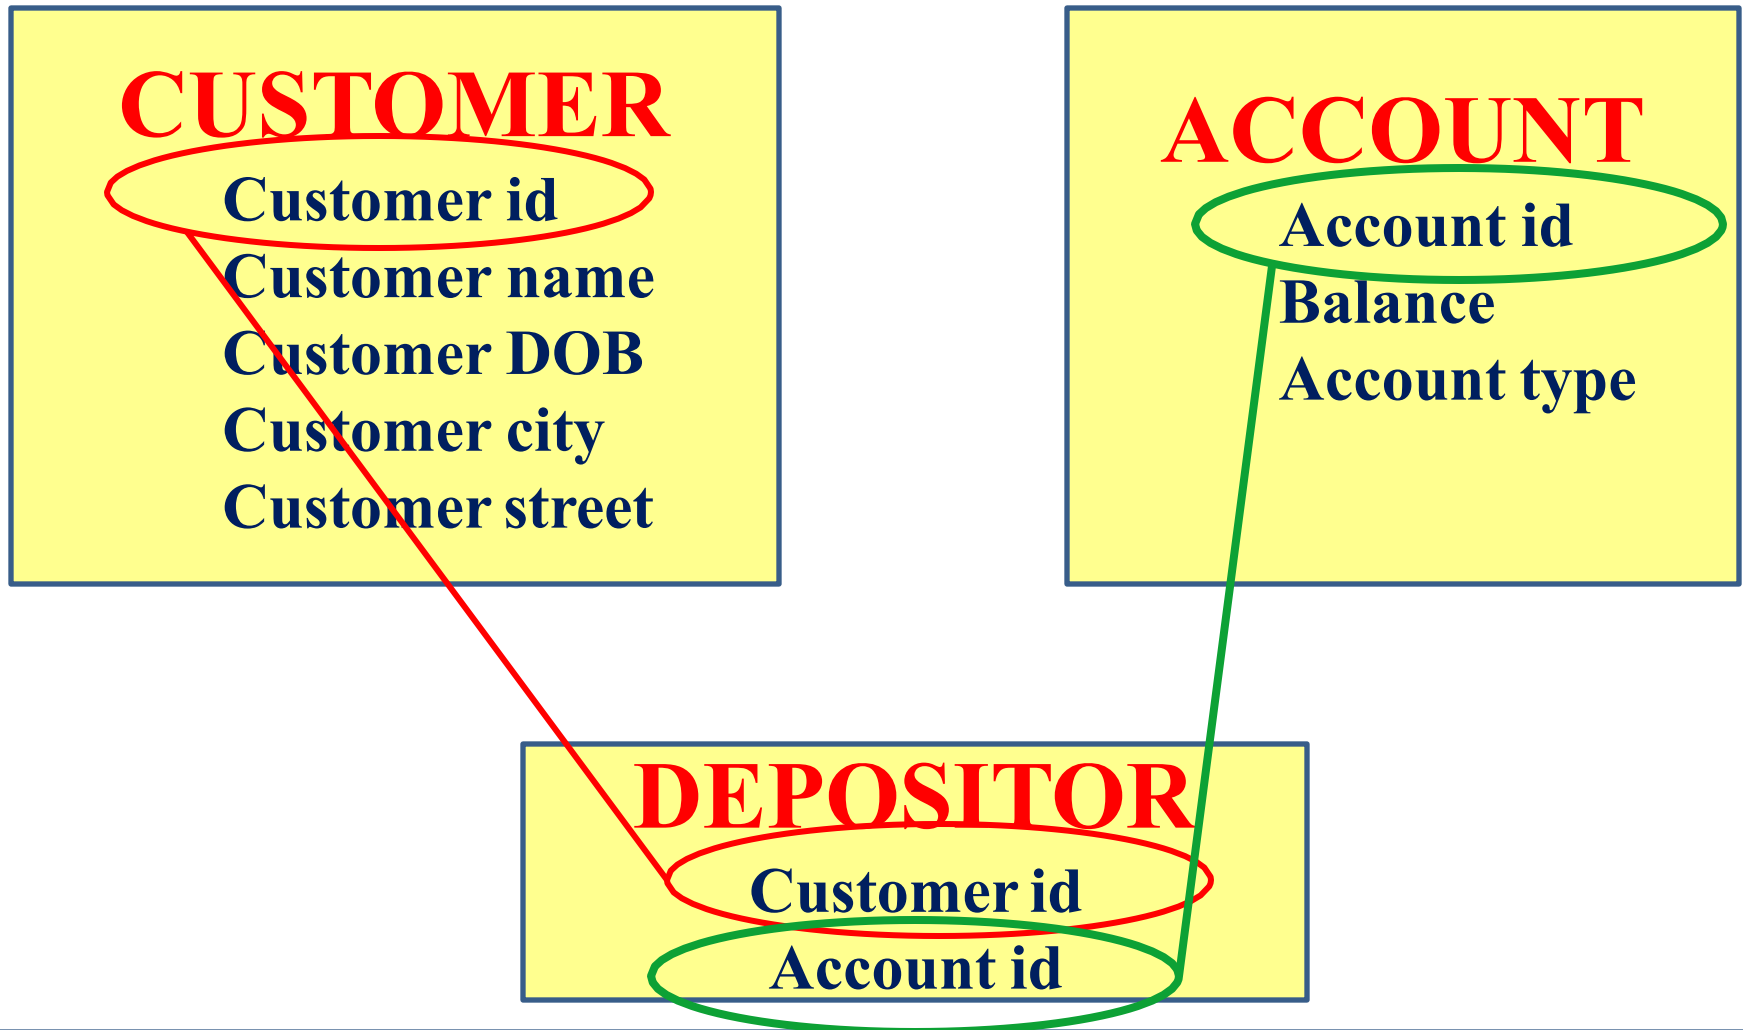 CUSTOMER
Customer id
Customer name
Customer DOB
Customer city
Customer street
ACCOUNT
Account id
Balance
Account type
DEPOSITOR
Customer id
Account id